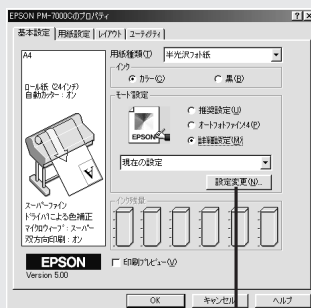 EPSON PM-7000Cのプロパティ
基本設定 用紙設定 レイアウト ユーティリティ
A4
ロール紙 (24インチ)
自動カッター : オン
スーパーファイン
ドライバによる色補正
マイクロウィーブ : スーパー
双方向印刷 : オン
EPSON
Version 5.00
用紙種類(T) 半光沢フォト紙
インク
カラー(C) 黒(B)
モード設定
EPSON
推奨設定(U)
オートフォトファイン!4(P)
詳細設定(M)
現在の設定
設定変更(N)...
インク残量
印刷プレビュー(V)
OK キャンセル ヘルプ